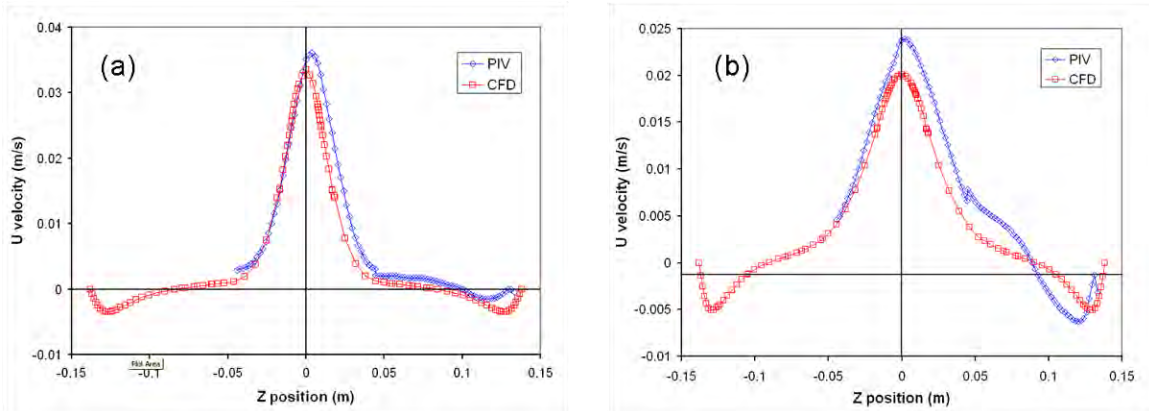 (a)
PIV
CFD
U velocity (m/s)
0.04
0.03
0.02
0.01
0
-0.01
-0.15
-0.1
-0.05
0
0.05
0.1
0.15
Plot Area
Z position (m)
(b)
PIV
CFD
U velocity (m/s)
0.025
0.02
0.015
0.01
0.005
0
-0.005
-0.01
-0.15
-0.1
-0.05
0
0.05
0.1
0.15
Z position (m)